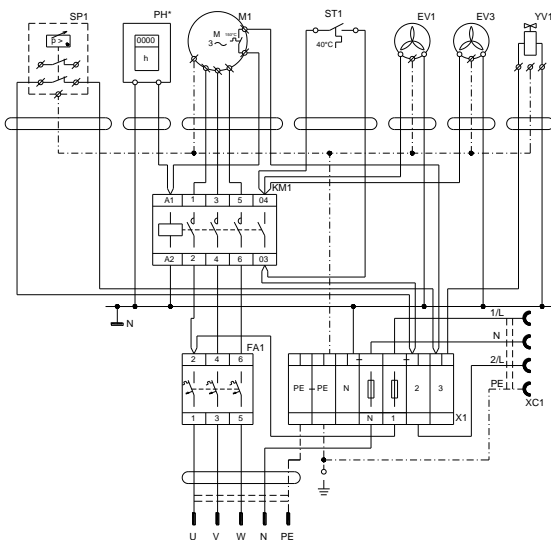 SP1 PH* M1 ST1 EV1 EV3 YV1
p >
0000
h
M 160°C
3
40°C
KM1
A1 1 3 5 04
A2 2 4 6 03
N
1/L
N
2/L
PE
XC1
FA1
2 4 6
1 3 5
PE PE N 2 3
N 1
X1
U V W N PE